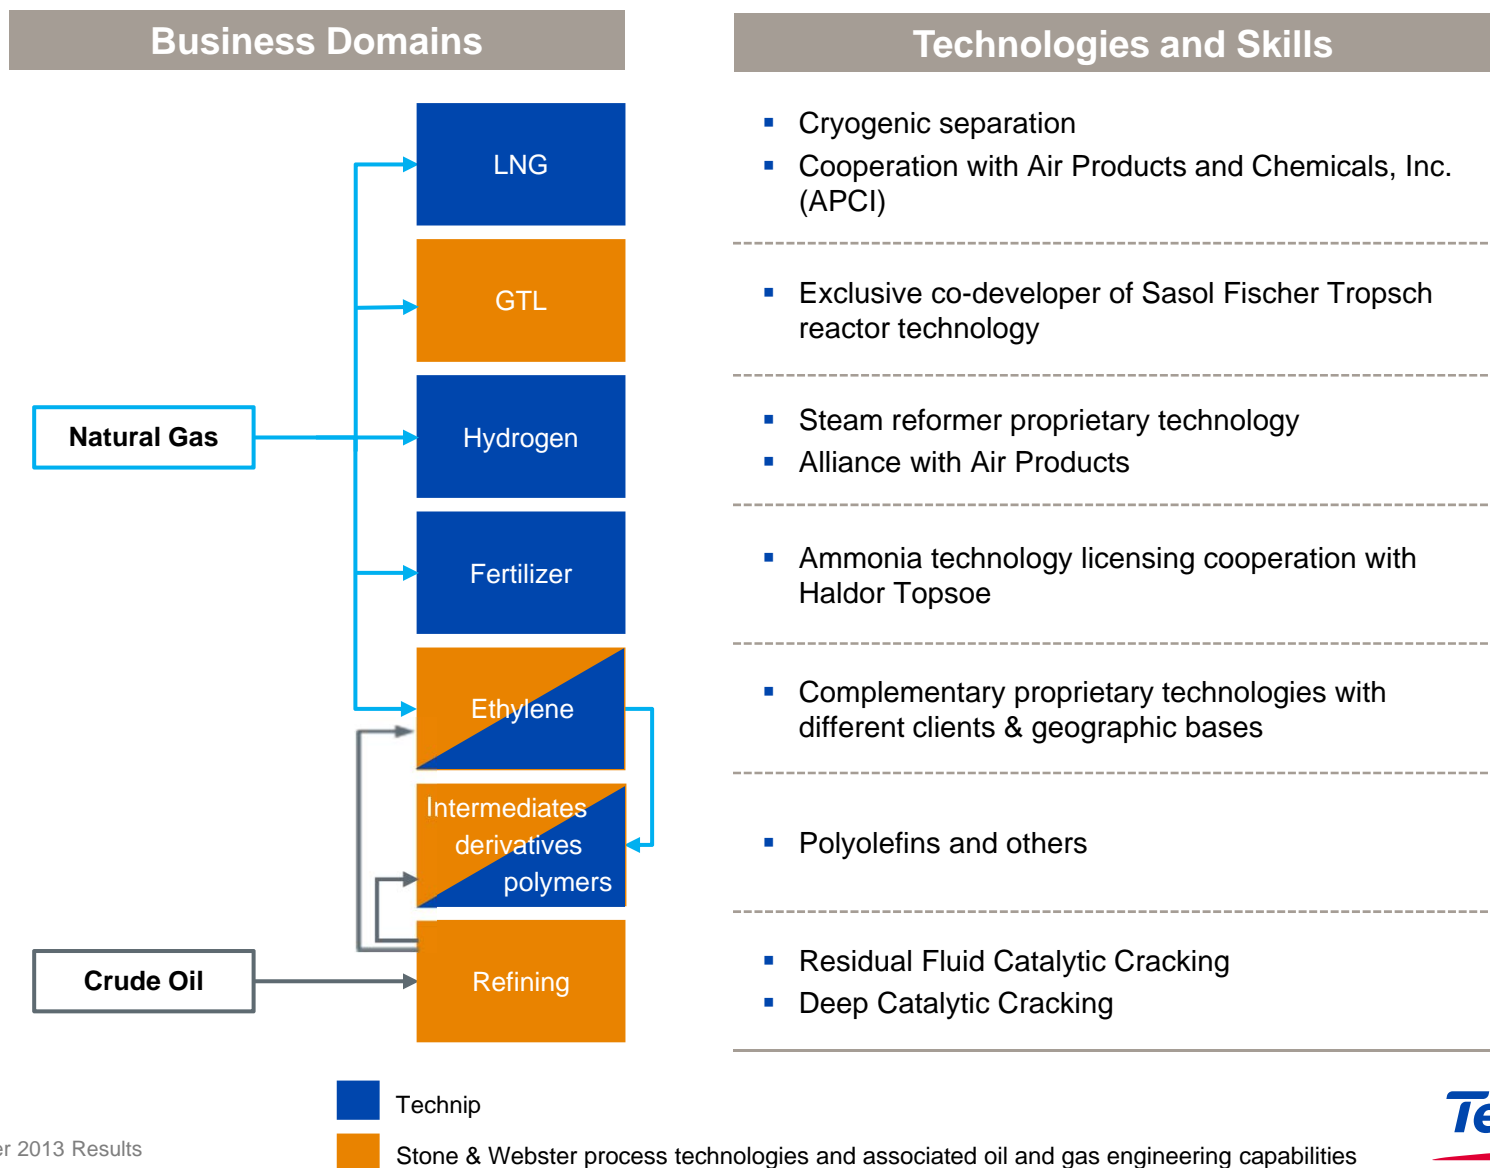 Business Domains
Technologies and Skills
LNG
▪ Cryogenic separation
▪ Cooperation with Air Products and Chemicals, Inc.
(APCI)
GTL
▪ Exclusive co-developer of Sasol Fischer Tropsch
reactor technology
Natural Gas
Hydrogen
▪ Steam reformer proprietary technology
▪ Alliance with Air Products
Fertilizer
▪ Ammonia technology licensing cooperation with
Haldor Topsoe
Ethylene
▪ Complementary proprietary technologies with
different clients & geographic bases
Intermediates
derivatives
polymers
▪ Polyolefins and others
Crude Oil
Refining
▪ Residual Fluid Catalytic Cracking
▪ Deep Catalytic Cracking
Technip
Stone & Webster process technologies and associated oil and gas engineering capabilities
2013 Results